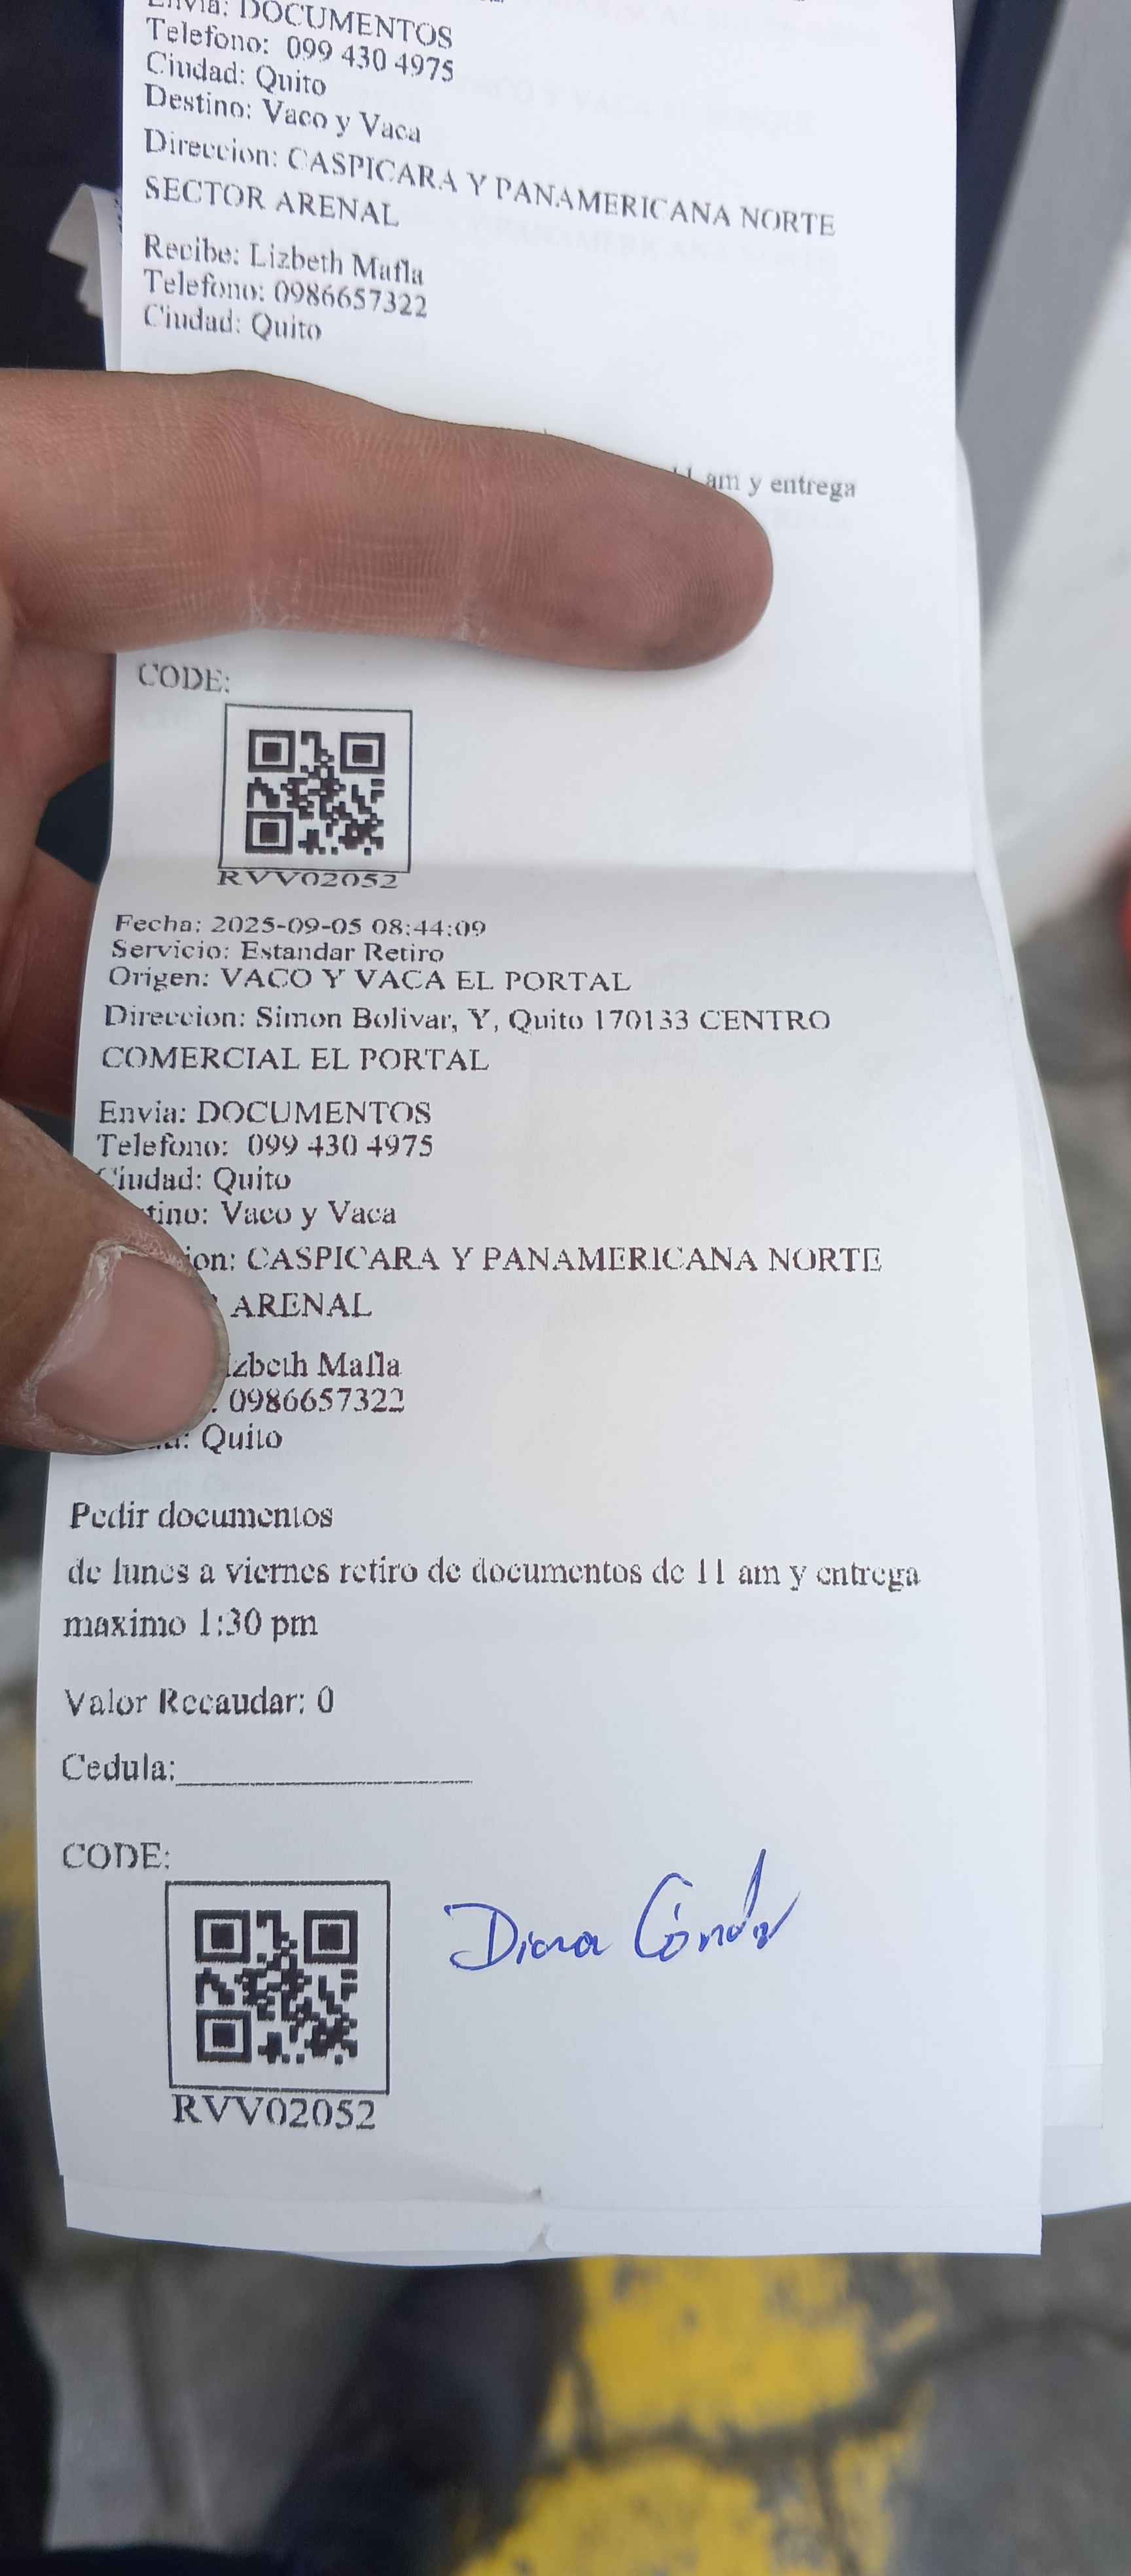 Envia: DOCUMENTOS
Telefono: 099 430 4975
Ciudad: Quito
Destino: Vaco y Vaca
Direccion: CASPICARA Y PANAMERICANA NORTE
SECTOR ARENAL
Recibe: Lizbeth Mafla
Telefono: 0986657322
Ciudad: Quito
am y entrega
CODE:
RVV02052
Fecha: 2025-09-05 08:44:09
Servicio: Estandar Retiro
Origen: VACO Y VACA EL PORTAL
Direccion: Simon Bolivar, Y, Quito 170133 CENTRO
COMERCIAL EL PORTAL
Envia: DOCUMENTOS
Telefono: 099 430 4975
Ciudad: Quito
tino: Vaco y Vaca
ion: CASPICARA Y PANAMERICANA NORTE
ARENAL
izbeth Mafla
: 0986657322
: Quito
Pedir documentos
de lunes a viernes retiro de documentos de 11 am y entrega
maximo 1:30 pm
Valor Recaudar: 0
Cedula:
CODE:
Diana
RVV02052